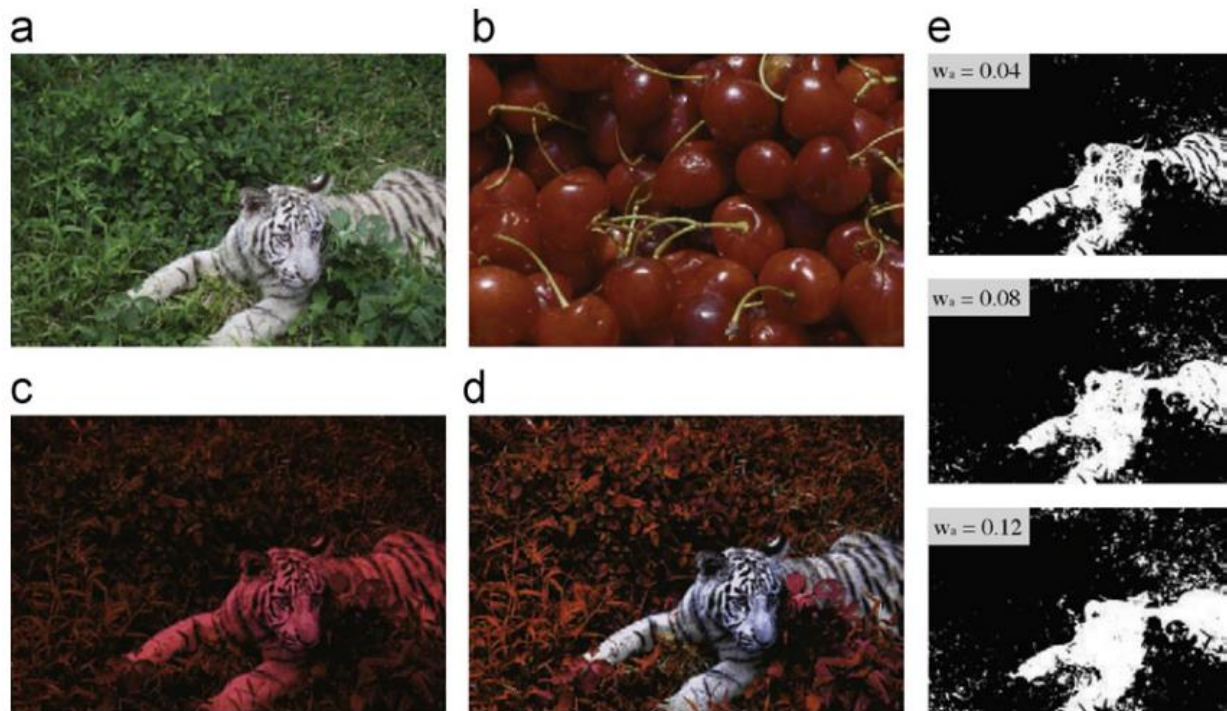 a
b
e
wₐ = 0.04
wₐ = 0.08
c
d
wₐ = 0.12